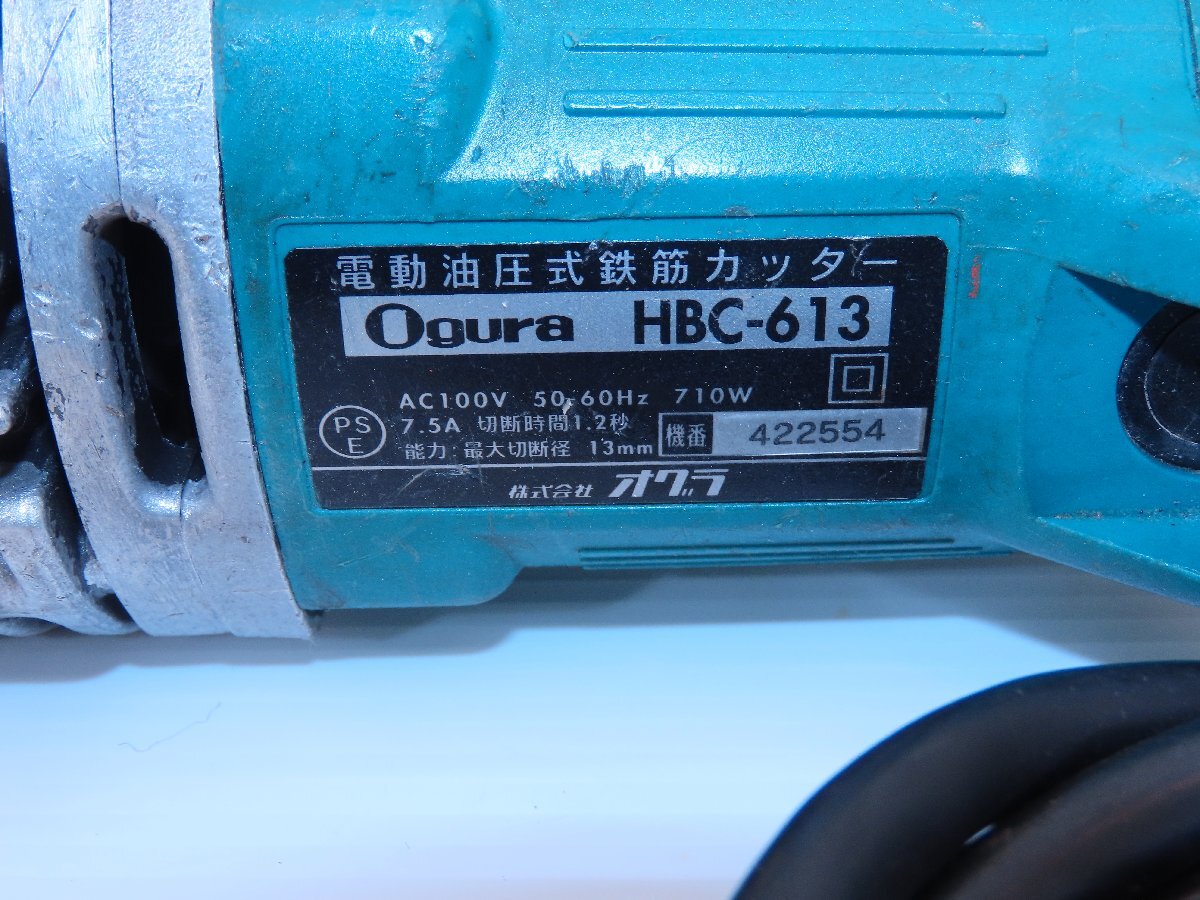 電動油圧式鉄筋カッター
Ogura HBC-613
AC100V 50-60Hz 710W
PS
E
7.5A 切断時間1.2秒
能力:最大切断径 13mm
機番 422554
株式会社 オグラ